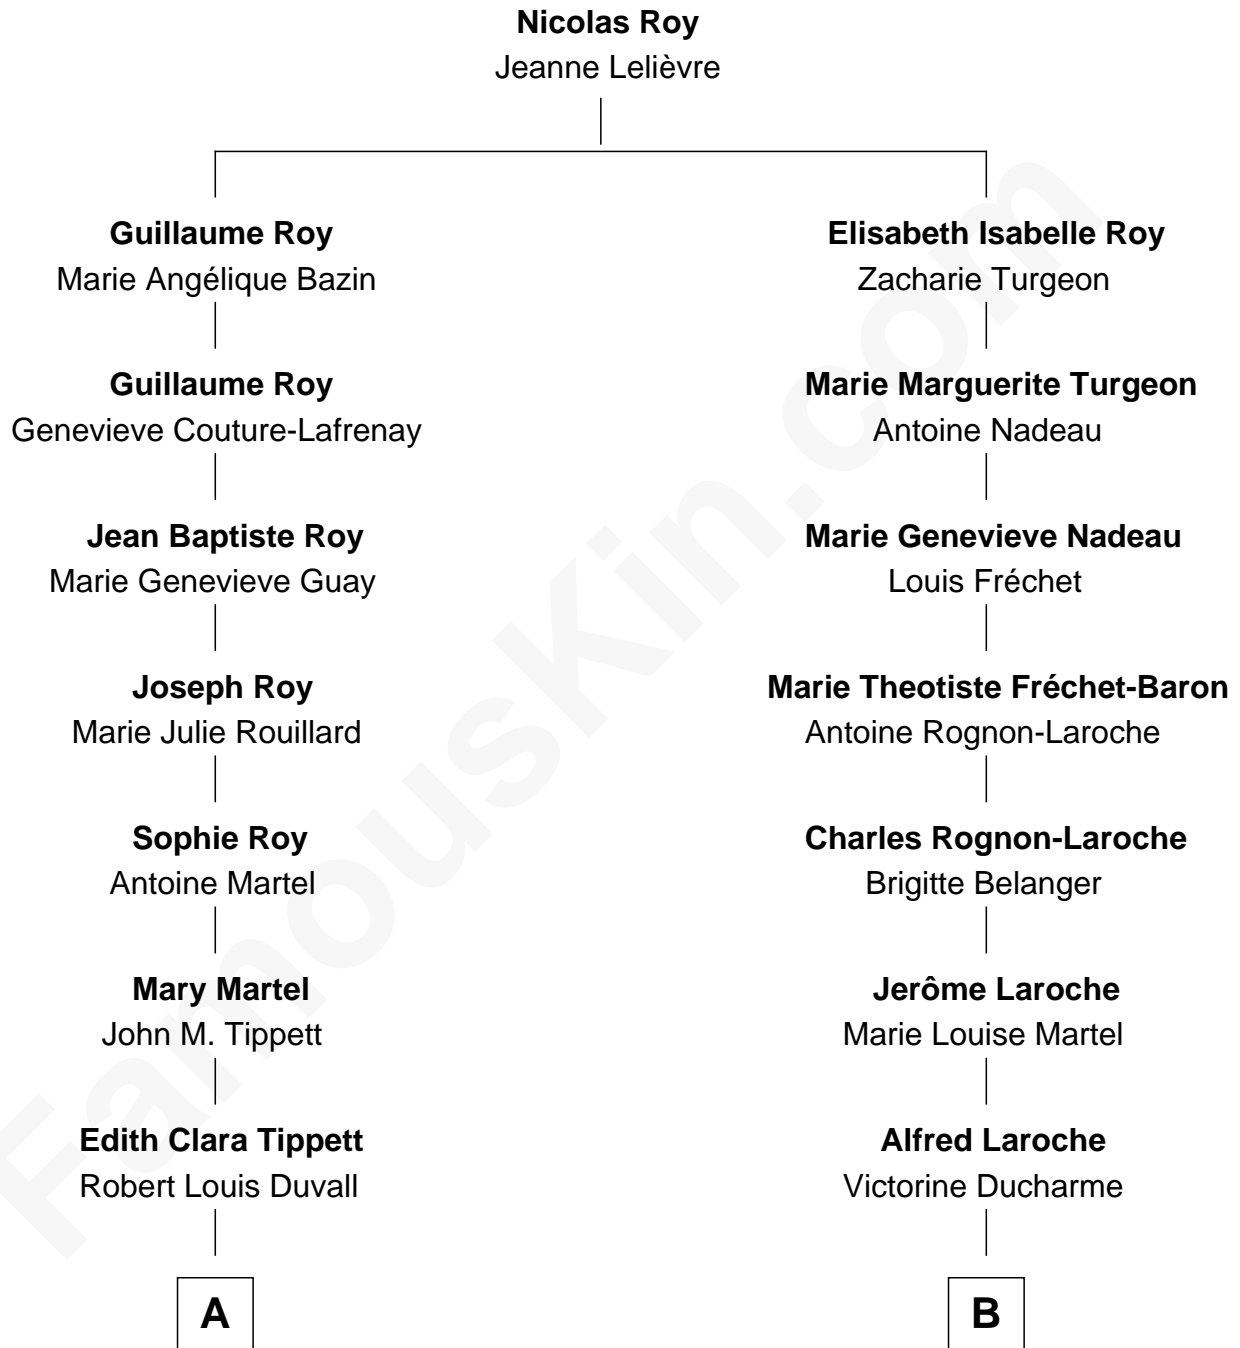 Nicolas Roy
Jeanne Lelièvre
Guillaume Roy
Marie Angélique Bazin
Guillaume Roy
Genevieve Couture-Lafrenay
Jean Baptiste Roy
Marie Genevieve Guay
Joseph Roy
Marie Julie Rouillard
Sophie Roy
Antoine Martel
Mary Martel
John M. Tippett
Edith Clara Tippett
Robert Louis Duvall
A
Elisabeth Isabelle Roy
Zacharie Turgeon
Marie Marguerite Turgeon
Antoine Nadeau
Marie Genevieve Nadeau
Louis Fréchet
Marie Theotiste Fréchet-Baron
Antoine Rognon-Laroche
Charles Rognon-Laroche
Brigitte Belanger
Jerôme Laroche
Marie Louise Martel
Alfred Laroche
Victorine Ducharme
B
FamousKin.com